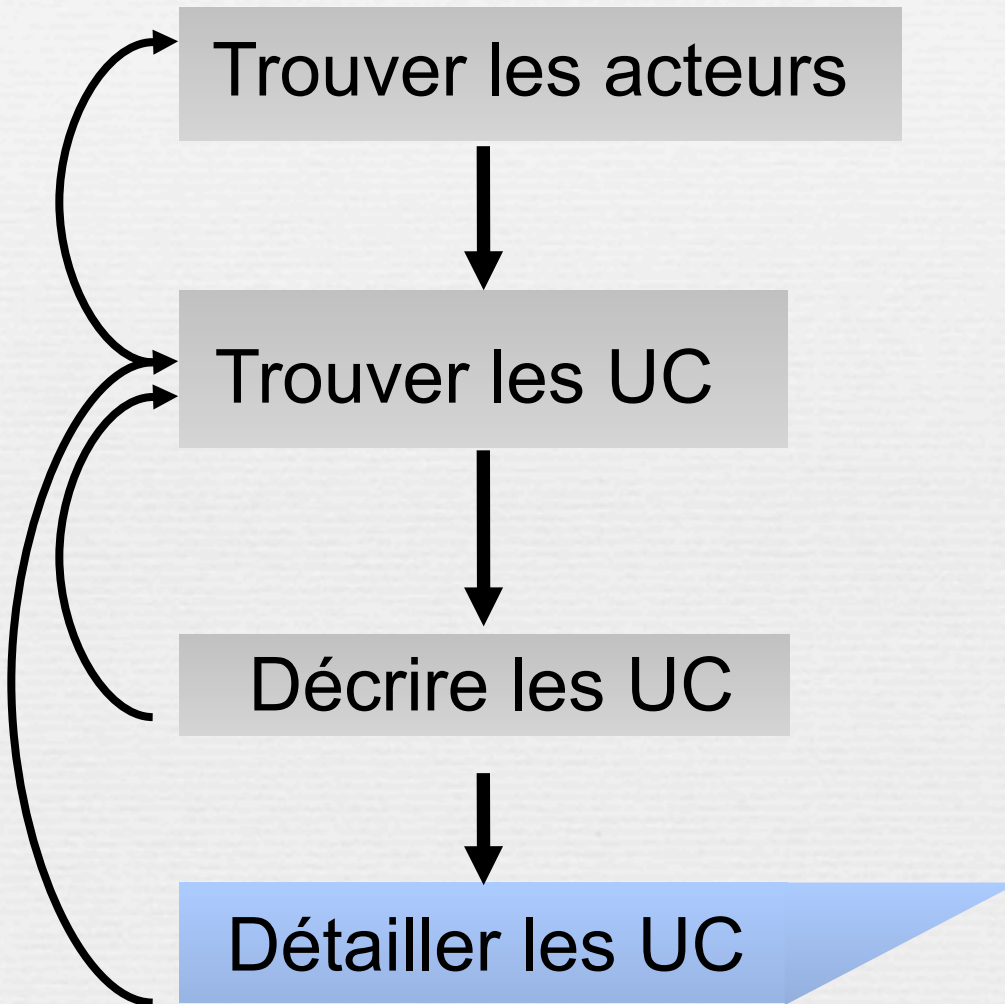 Trouver les acteurs
Trouver les UC
Décrire les UC
Détailler les UC